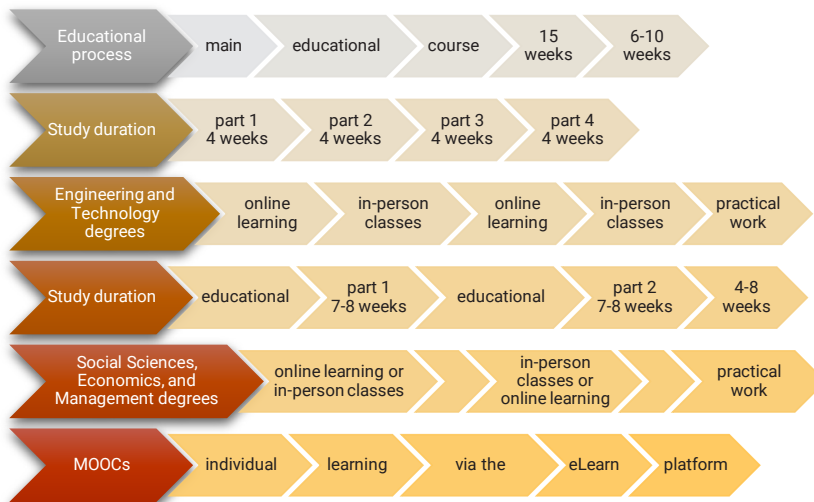 Educational
process
main
educational
course
15
weeks
6-10
weeks
Study duration
part 1
4 weeks
part 2
4 weeks
part 3
4 weeks
part 4
4 weeks
Engineering and
Technology
degrees
online
learning
in-person
classes
online
learning
in-person
classes
practical
work
Study duration
educational
part 1
7-8 weeks
educational
part 2
7-8 weeks
4-8
weeks
Social Sciences,
Economics, and
Management degrees
online learning or
in-person classes
in-person
classes or
online learning
practical
work
MOOCs
individual
learning
via the
eLearn
platform